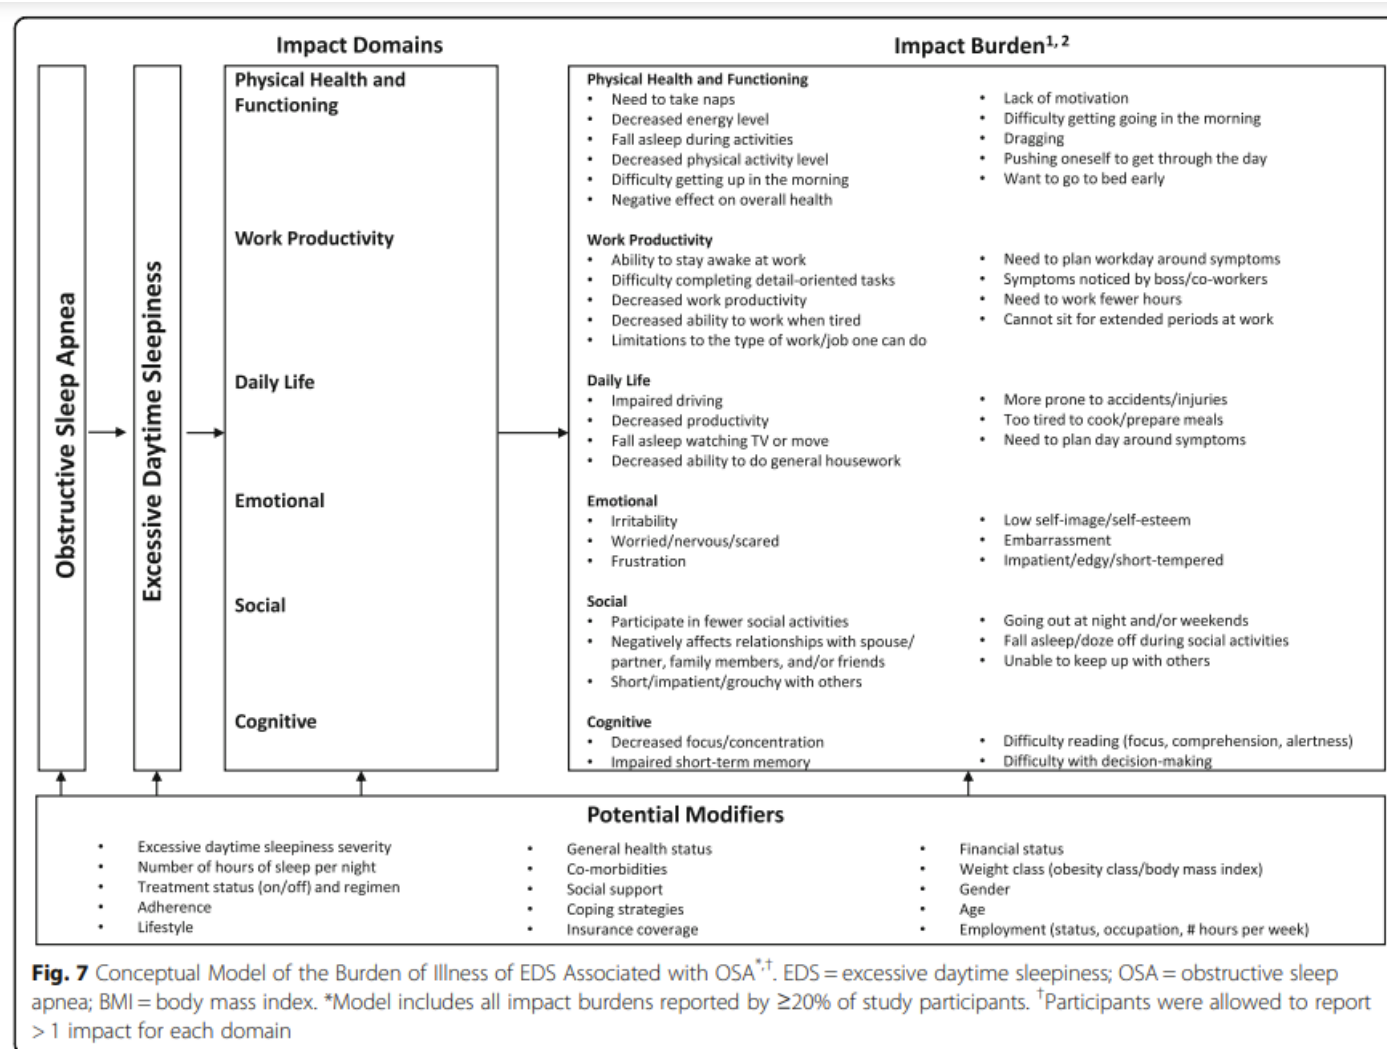 Impact Domains
Impact Burden1, 2
Obstructive Sleep Apnea
Excessive Daytime Sleepiness
Physical Health and
Functioning
Work Productivity
Daily Life
Emotional
Social
Cognitive
Physical Health and Functioning
• Need to take naps
• Decreased energy level
• Fall asleep during activities
• Decreased physical activity level
• Difficulty getting up in the morning
• Negative effect on overall health
• Lack of motivation
• Difficulty getting going in the morning
• Dragging
• Pushing oneself to get through the day
• Want to go to bed early
Work Productivity
• Ability to stay awake at work
• Difficulty completing detail-oriented tasks
• Decreased work productivity
• Decreased ability to work when tired
• Limitations to the type of work/job one can do
• Need to plan workday around symptoms
• Symptoms noticed by boss/co-workers
• Need to work fewer hours
• Cannot sit for extended periods at work
Daily Life
• Impaired driving
• Decreased productivity
• Fall asleep watching TV or move
• Decreased ability to do general housework
• More prone to accidents/injuries
• Too tired to cook/prepare meals
• Need to plan day around symptoms
Emotional
• Irritability
• Worried/nervous/scared
• Frustration
• Low self-image/self-esteem
• Embarrassment
• Impatient/edgy/short-tempered
Social
• Participate in fewer social activities
• Negatively affects relationships with spouse/
partner, family members, and/or friends
• Short/impatient/grouchy with others
• Going out at night and/or weekends
• Fall asleep/doze off during social activities
• Unable to keep up with others
Cognitive
• Decreased focus/concentration
• Impaired short-term memory
• Difficulty reading (focus, comprehension, alertness)
• Difficulty with decision-making
Potential Modifiers
• Excessive daytime sleepiness severity
• Number of hours of sleep per night
• Treatment status (on/off) and regimen
• Adherence
• Lifestyle
• General health status
• Co-morbidities
• Social support
• Coping strategies
• Insurance coverage
• Financial status
• Weight class (obesity class/body mass index)
• Gender
• Age
• Employment (status, occupation, # hours per week)
Fig. 7 Conceptual Model of the Burden of Illness of EDS Associated with OSA*,†. EDS = excessive daytime sleepiness; OSA = obstructive sleep
apnea; BMI = body mass index. *Model includes all impact burdens reported by ≥20% of study participants. †Participants were allowed to report
> 1 impact for each domain